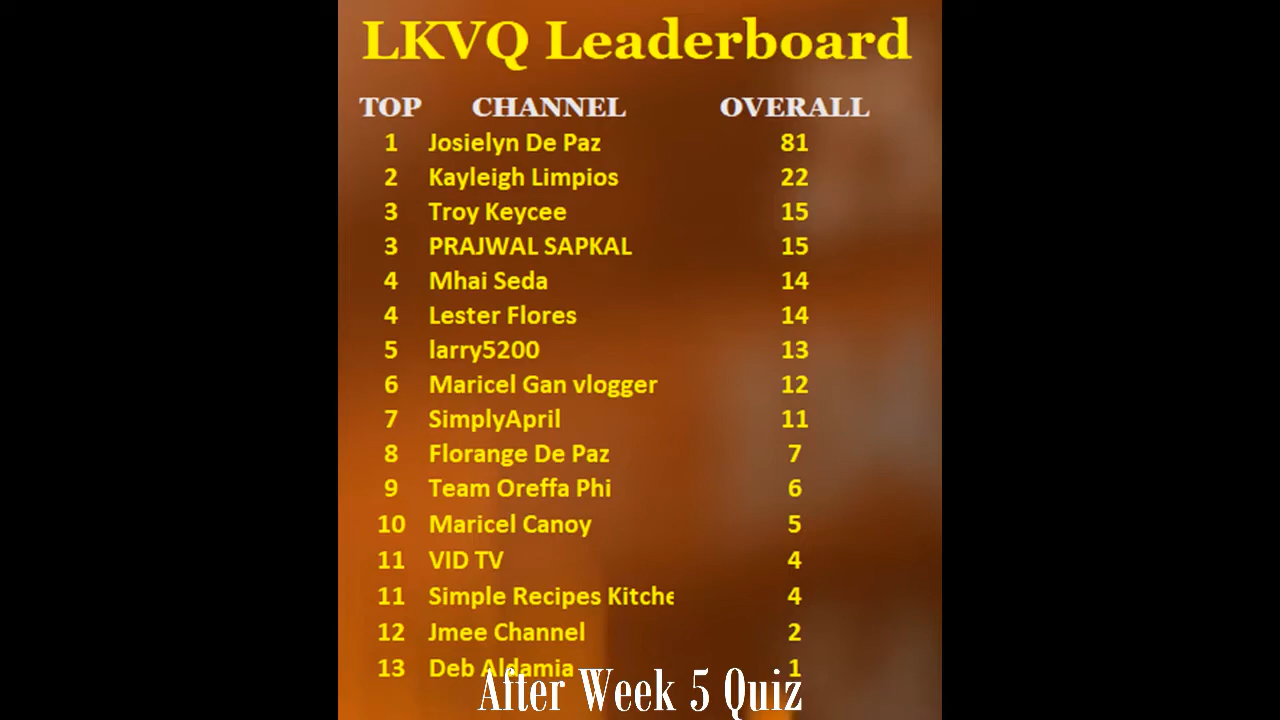 LKVQ Leaderboard
TOP CHANNEL OVERALL
1 Josielyn De Paz 81
2 Kayleigh Limpios 22
3 Troy Keycee 15
3 PRAJWAL SAPKAL 15
4 Mhai Seda 14
4 Lester Flores 14
5 larry5200 13
6 Maricel Gan vlogger 12
7 SimplyApril 11
8 Florange De Paz 7
9 Team Oreffa Phi 6
10 Maricel Canoy 5
11 VID TV 4
11 Simple Recipes Kitche 4
12 Jmee Channel 2
13 Deb Aldamia 1
After Week 5 Quiz